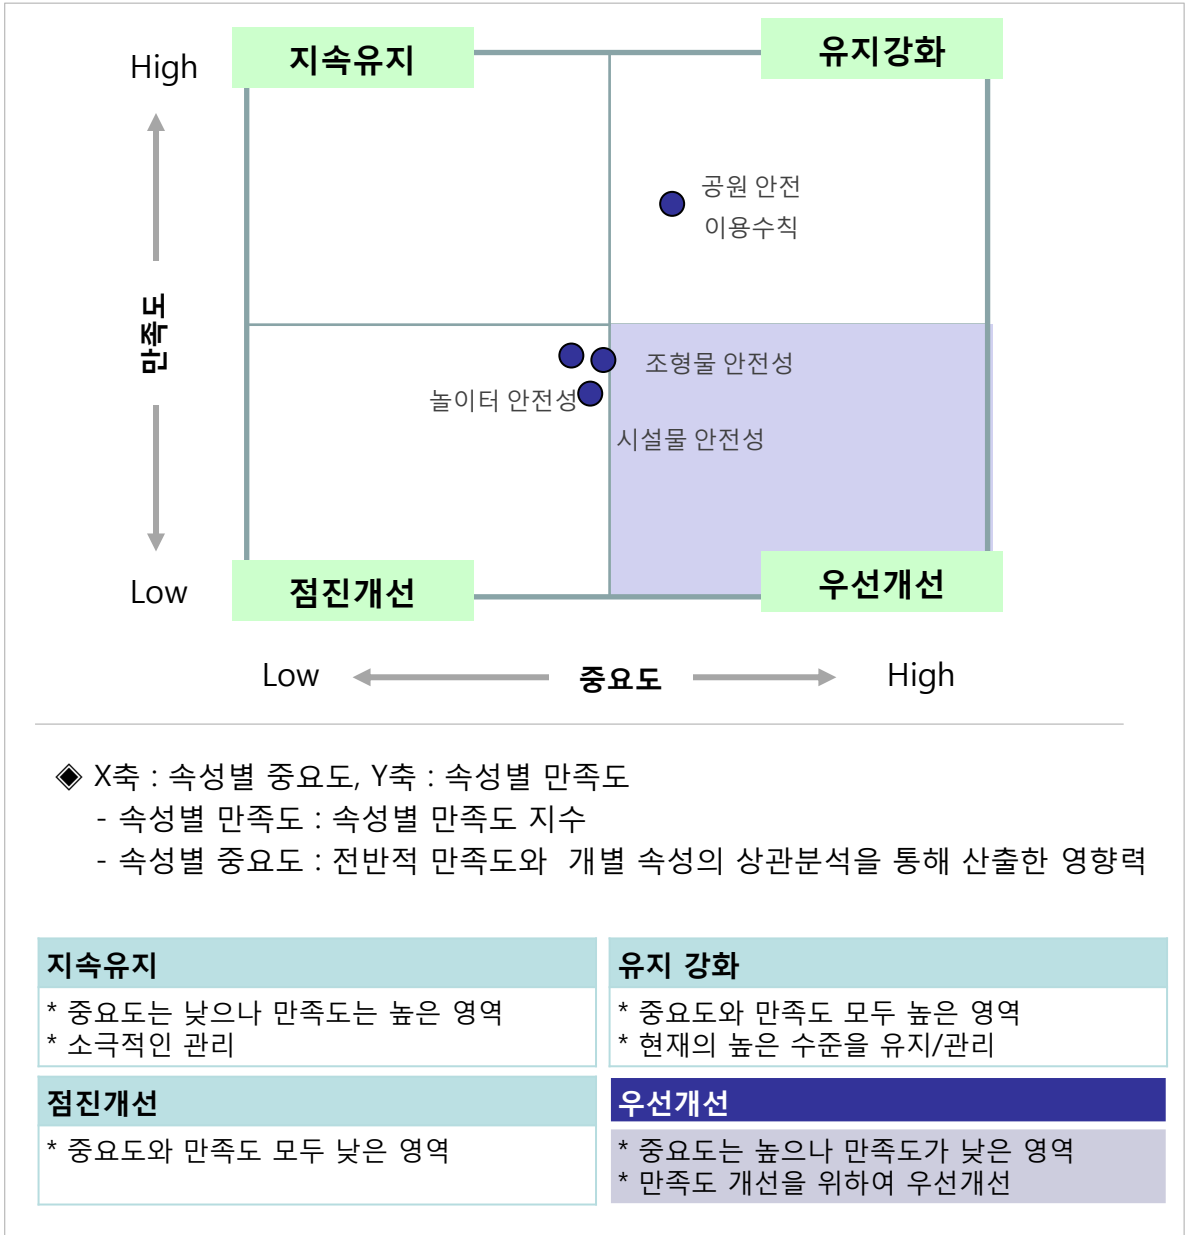 High
지속유지
유지강화
공원 안전
이용수칙
만족도
조형물 안전성
놀이터 안전성
시설물 안전성
Low
점진개선
우선개선
Low
중요도
High
◈ X축 : 속성별 중요도, Y축 : 속성별 만족도
- 속성별 만족도 : 속성별 만족도 지수
- 속성별 중요도 : 전반적 만족도와 개별 속성의 상관분석을 통해 산출한 영향력
지속유지
* 중요도는 낮으나 만족도는 높은 영역
* 소극적인 관리
유지 강화
* 중요도와 만족도 모두 높은 영역
* 현재의 높은 수준을 유지/관리
점진개선
* 중요도와 만족도 모두 낮은 영역
우선개선
* 중요도는 높으나 만족도가 낮은 영역
* 만족도 개선을 위하여 우선개선